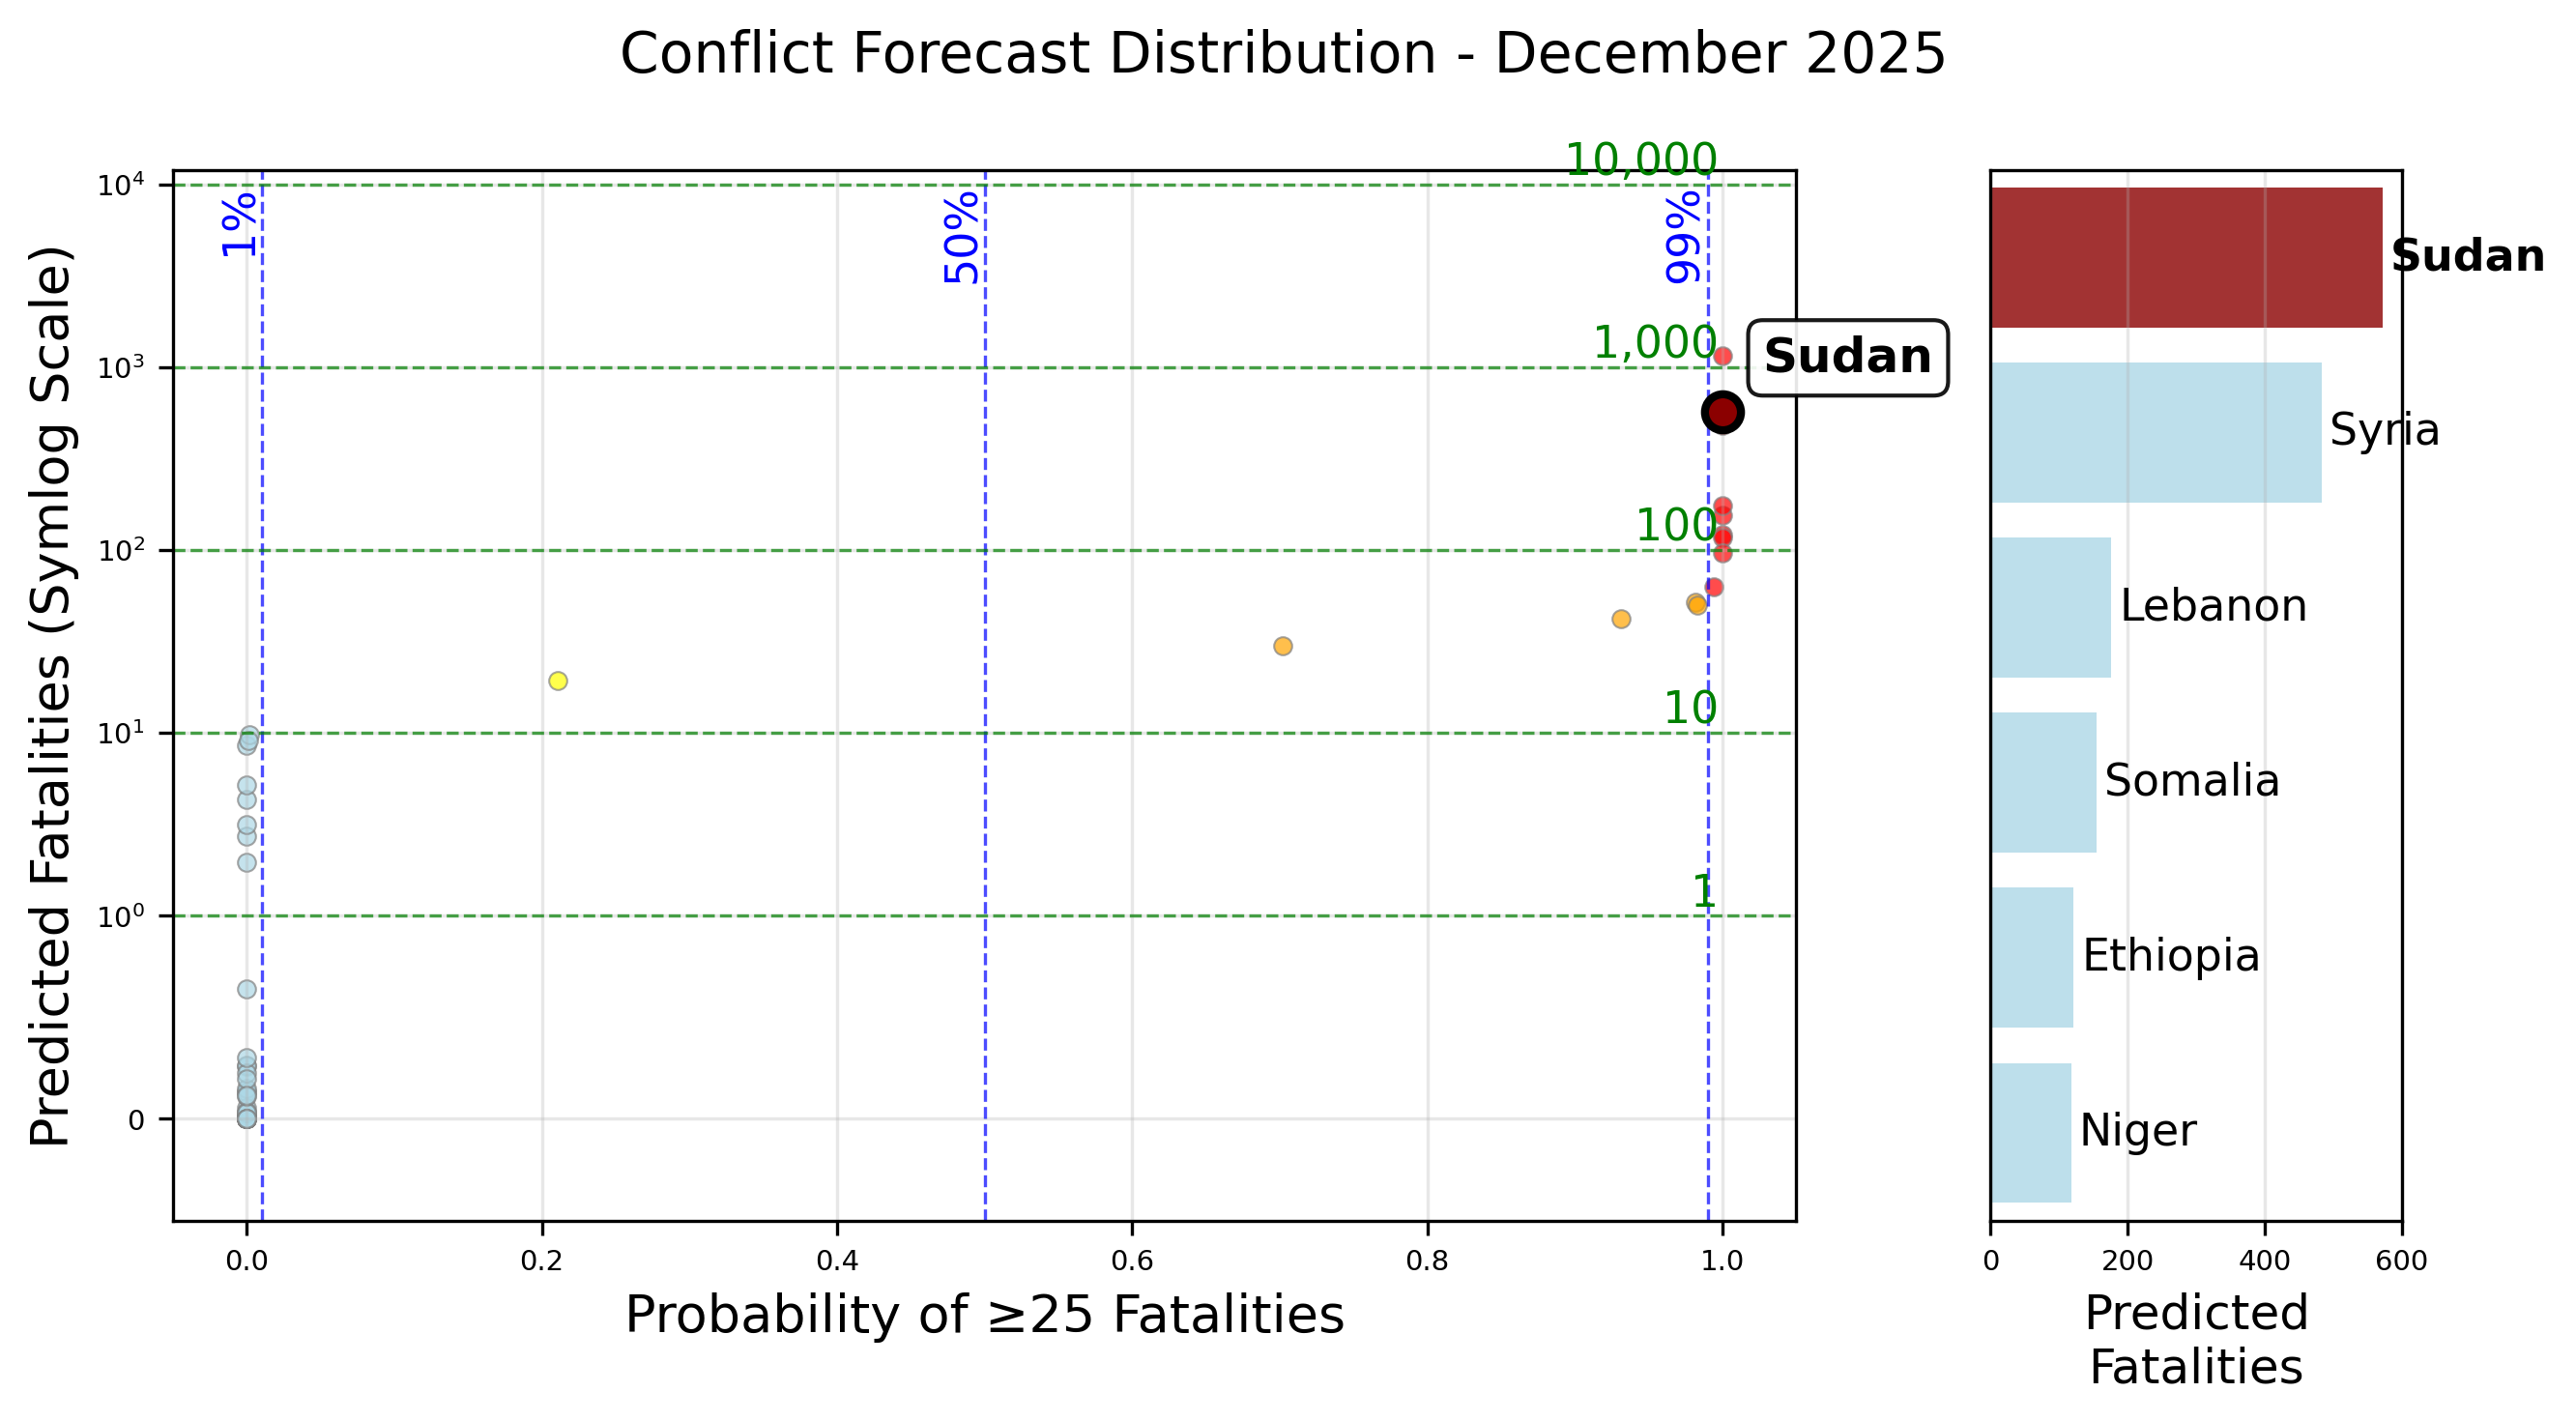 Conflict Forecast Distribution - December 2025
Predicted Fatalities (Symlog Scale)
10⁴
10³
10²
10¹
10⁰
0
1%
50%
99%
10,000
1,000
100
10
1
Sudan
0.0 0.2 0.4 0.6 0.8 1.0
Probability of ≥25 Fatalities
Sudan
Syria
Lebanon
Somalia
Ethiopia
Niger
0 200 400 600
Predicted
Fatalities